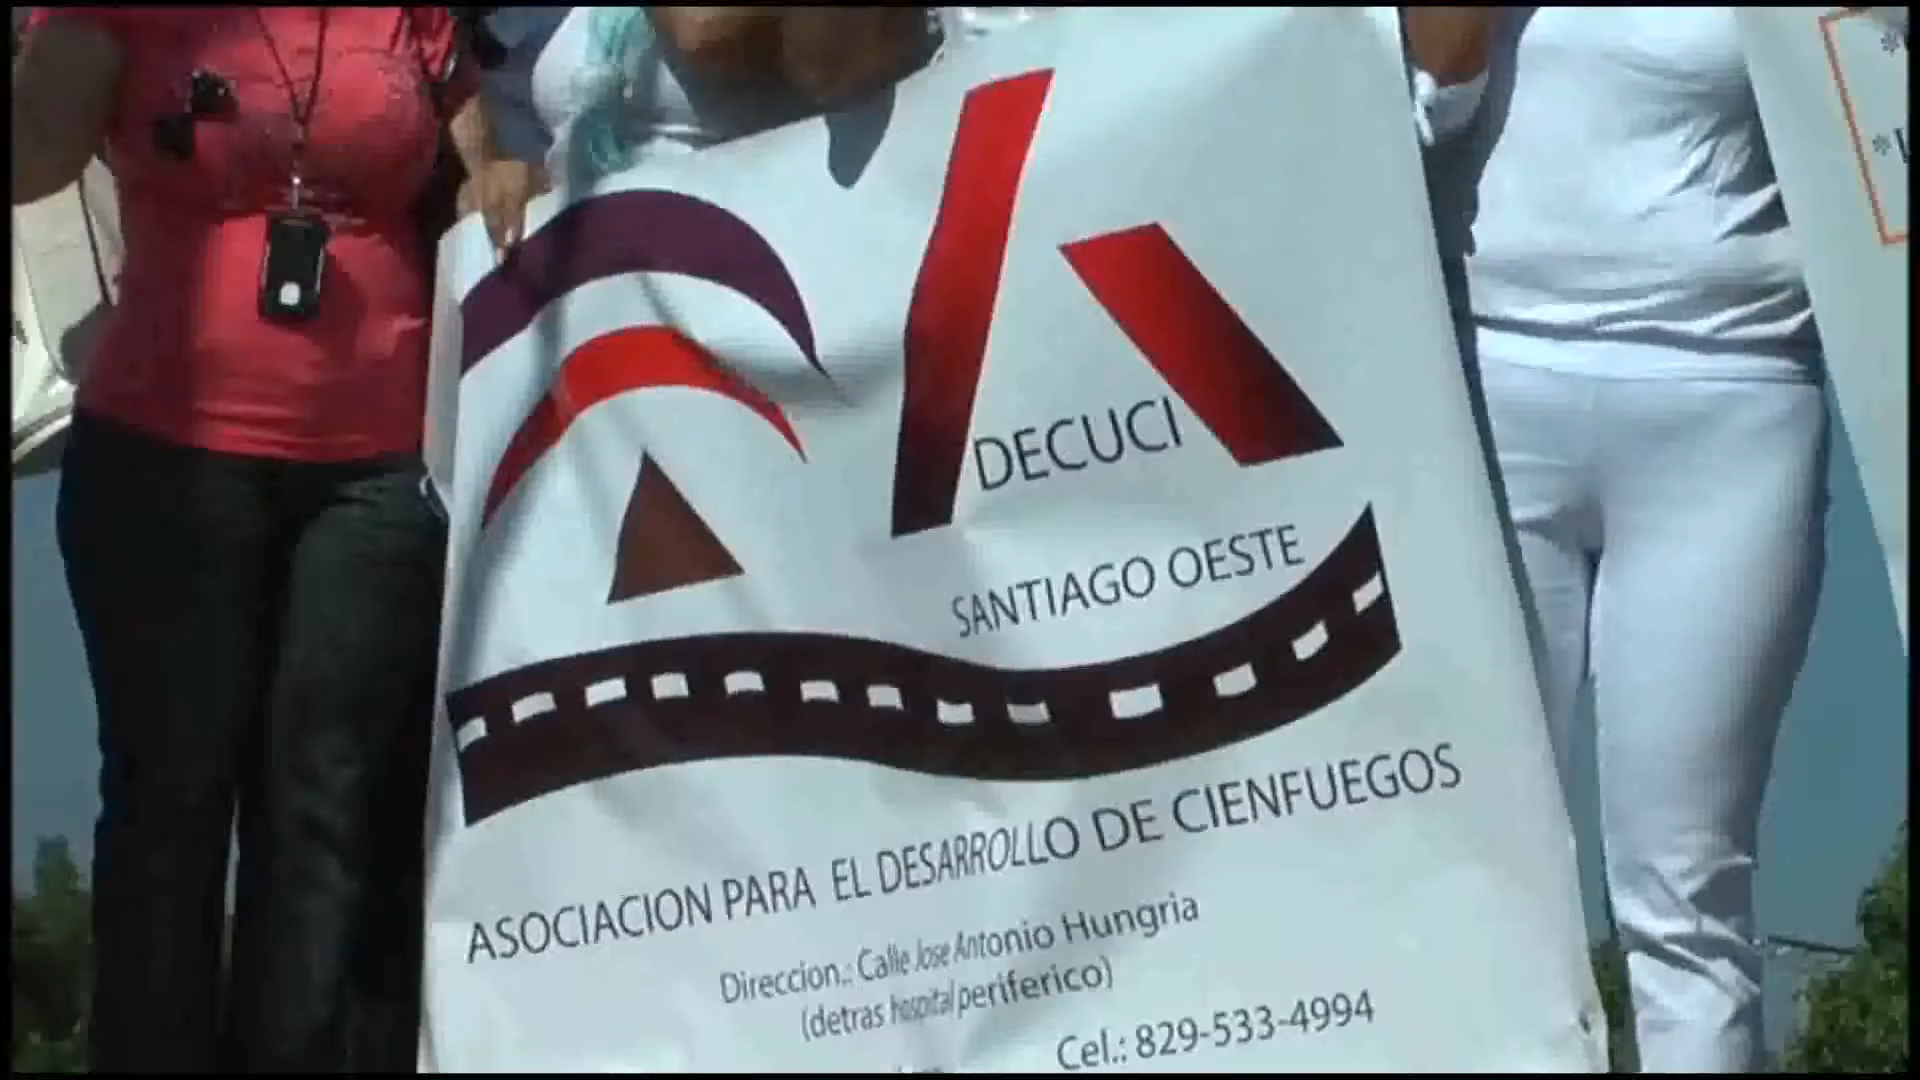 DECUCI
SANTIAGO OESTE
ASOCIACION PARA EL DESARROLLO DE CIENFUEGOS
Direccion.: Calle Jose Antonio Hungria
(detras hospital periferico)
Cel.: 829-533-4994